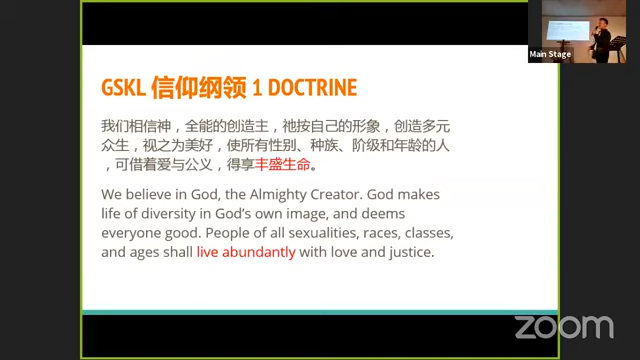 Main Stage
GSKL 信仰纲领 1 DOCTRINE
我们相信神，全能的创造主，祂按自己的形象，创造多元
众生，视之为美好，使所有性别、种族、阶级和年龄的人
，可借着爱与公义，得享丰盛生命。
We believe in God, the Almighty Creator. God makes
life of diversity in God's own image, and deems
everyone good. People of all sexualities, races, classes,
and ages shall live abundantly with love and justice.
zoom